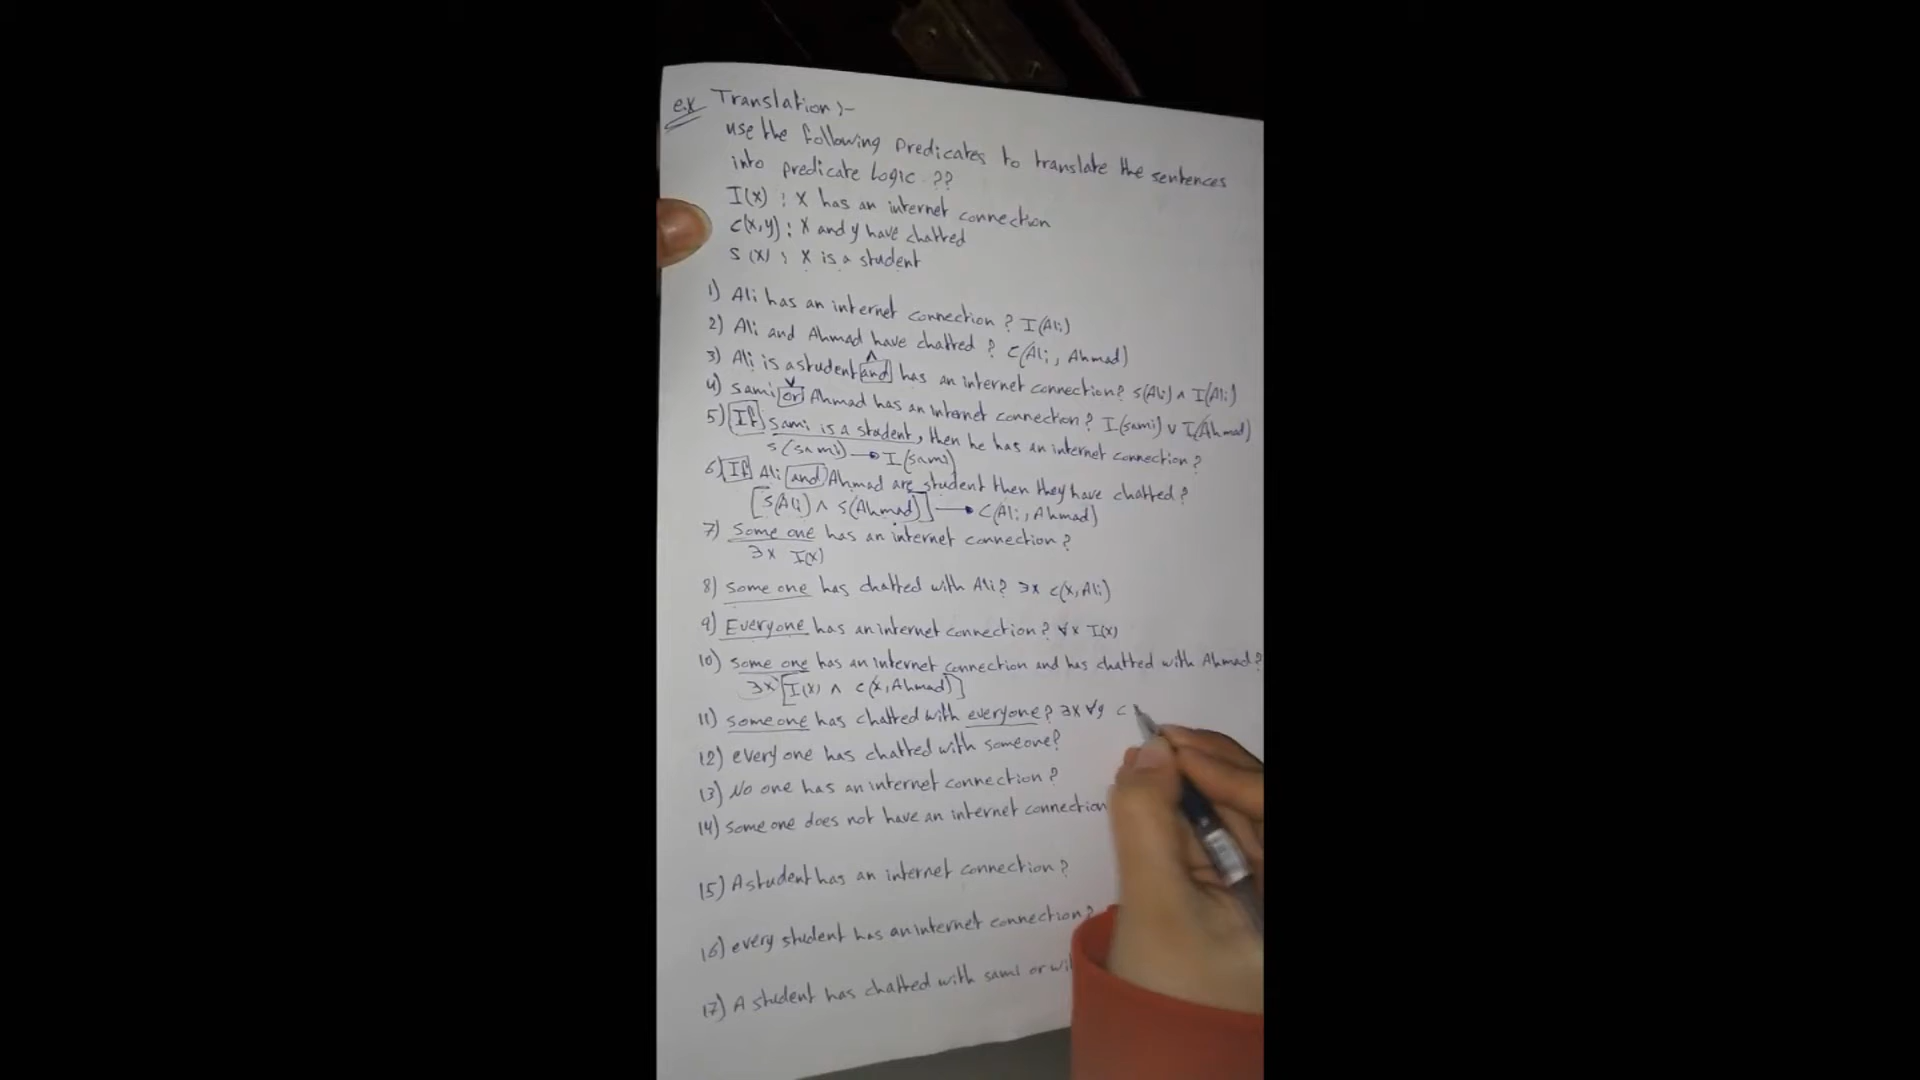 ex Translation :-
use the following predicates to translate the sentences
into predicate logic ??
I(x) : x has an internet connection
c(x,y) : x and y have chatted
s(x) : x is a student
1) Ali has an internet connection? I(Ali)
2) Ali and Ahmad have chatted? c(Ali, Ahmad)
∧
3) Ali is a student and has an internet connection? s(Ali) ∧ I(Ali)
∨
4) sami or Ahmad has an internet connection? I(sami) ∨ I(Ahmad)
5) If sami is a student, then he has an internet connection?
s(sami) → I(sami)
6) If Ali and Ahmad are student then they have chatted?
[s(Ali) ∧ s(Ahmad)] → c(Ali, Ahmad)
7) some one has an internet connection?
∃x I(x)
8) some one has chatted with Ali? ∃x c(x,Ali)
9) Everyone has an internet connection? ∀x I(x)
10) some one has an internet connection and has chatted with Ahmad?
∃x [I(x) ∧ c(x,Ahmad)]
11) someone has chatted with everyone? ∃x ∀y c
12) every one has chatted with someone?
13) No one has an internet connection?
14) some one does not have an internet connection
15) A student has an internet connection?
16) every student has an internet connection?
17) A student has chatted with sami or wi